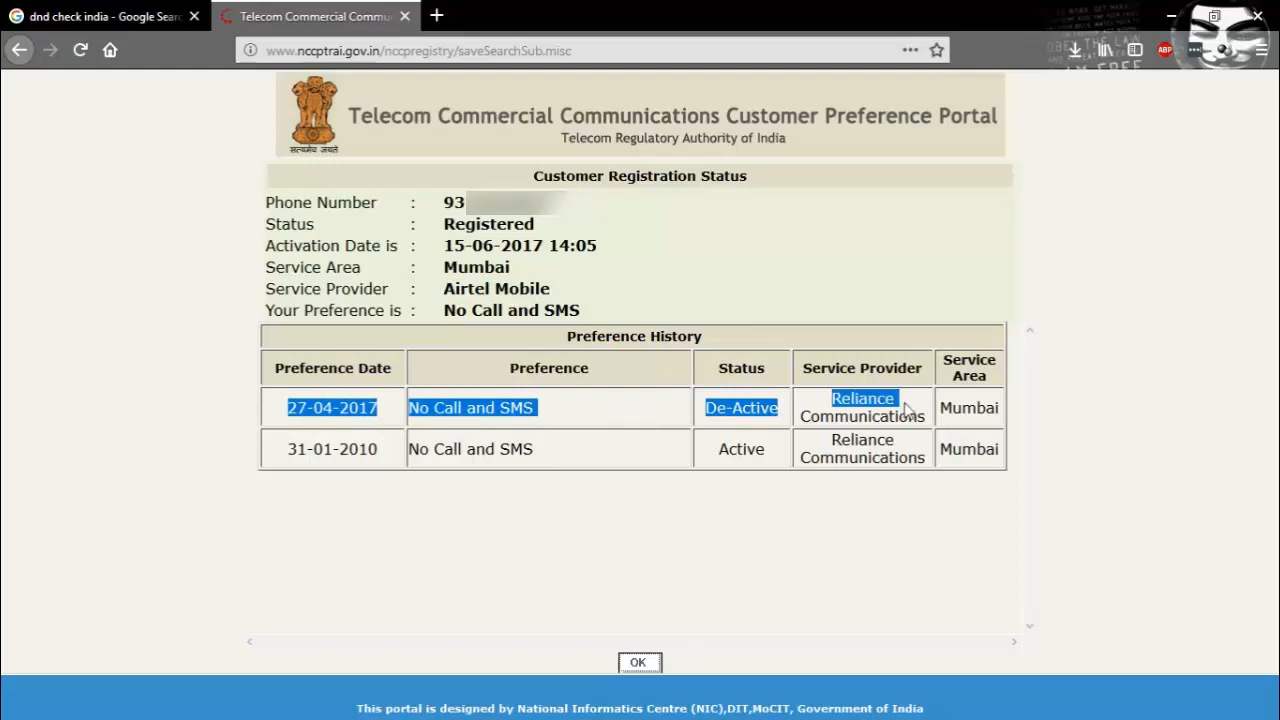 dnd check india - Google Sear
Telecom Commercial Commu
www.nccptrai.gov.in/nccpregistry/saveSearchSub.misc
ABP
Telecom Commercial Communications Customer Preference Portal
Telecom Regulatory Authority of India
सत्यमेव जयते
Customer Registration Status
Phone Number : 93
Status : Registered
Activation Date is : 15-06-2017 14:05
Service Area : Mumbai
Service Provider : Airtel Mobile
Your Preference is : No Call and SMS
Preference History
Preference Date Preference Status Service Provider Service Area
27-04-2017 No Call and SMS De-Active Reliance Communications Mumbai
31-01-2010 No Call and SMS Active Reliance Communications Mumbai
OK
This portal is designed by National Informatics Centre (NIC),DIT,MoCIT, Government of India